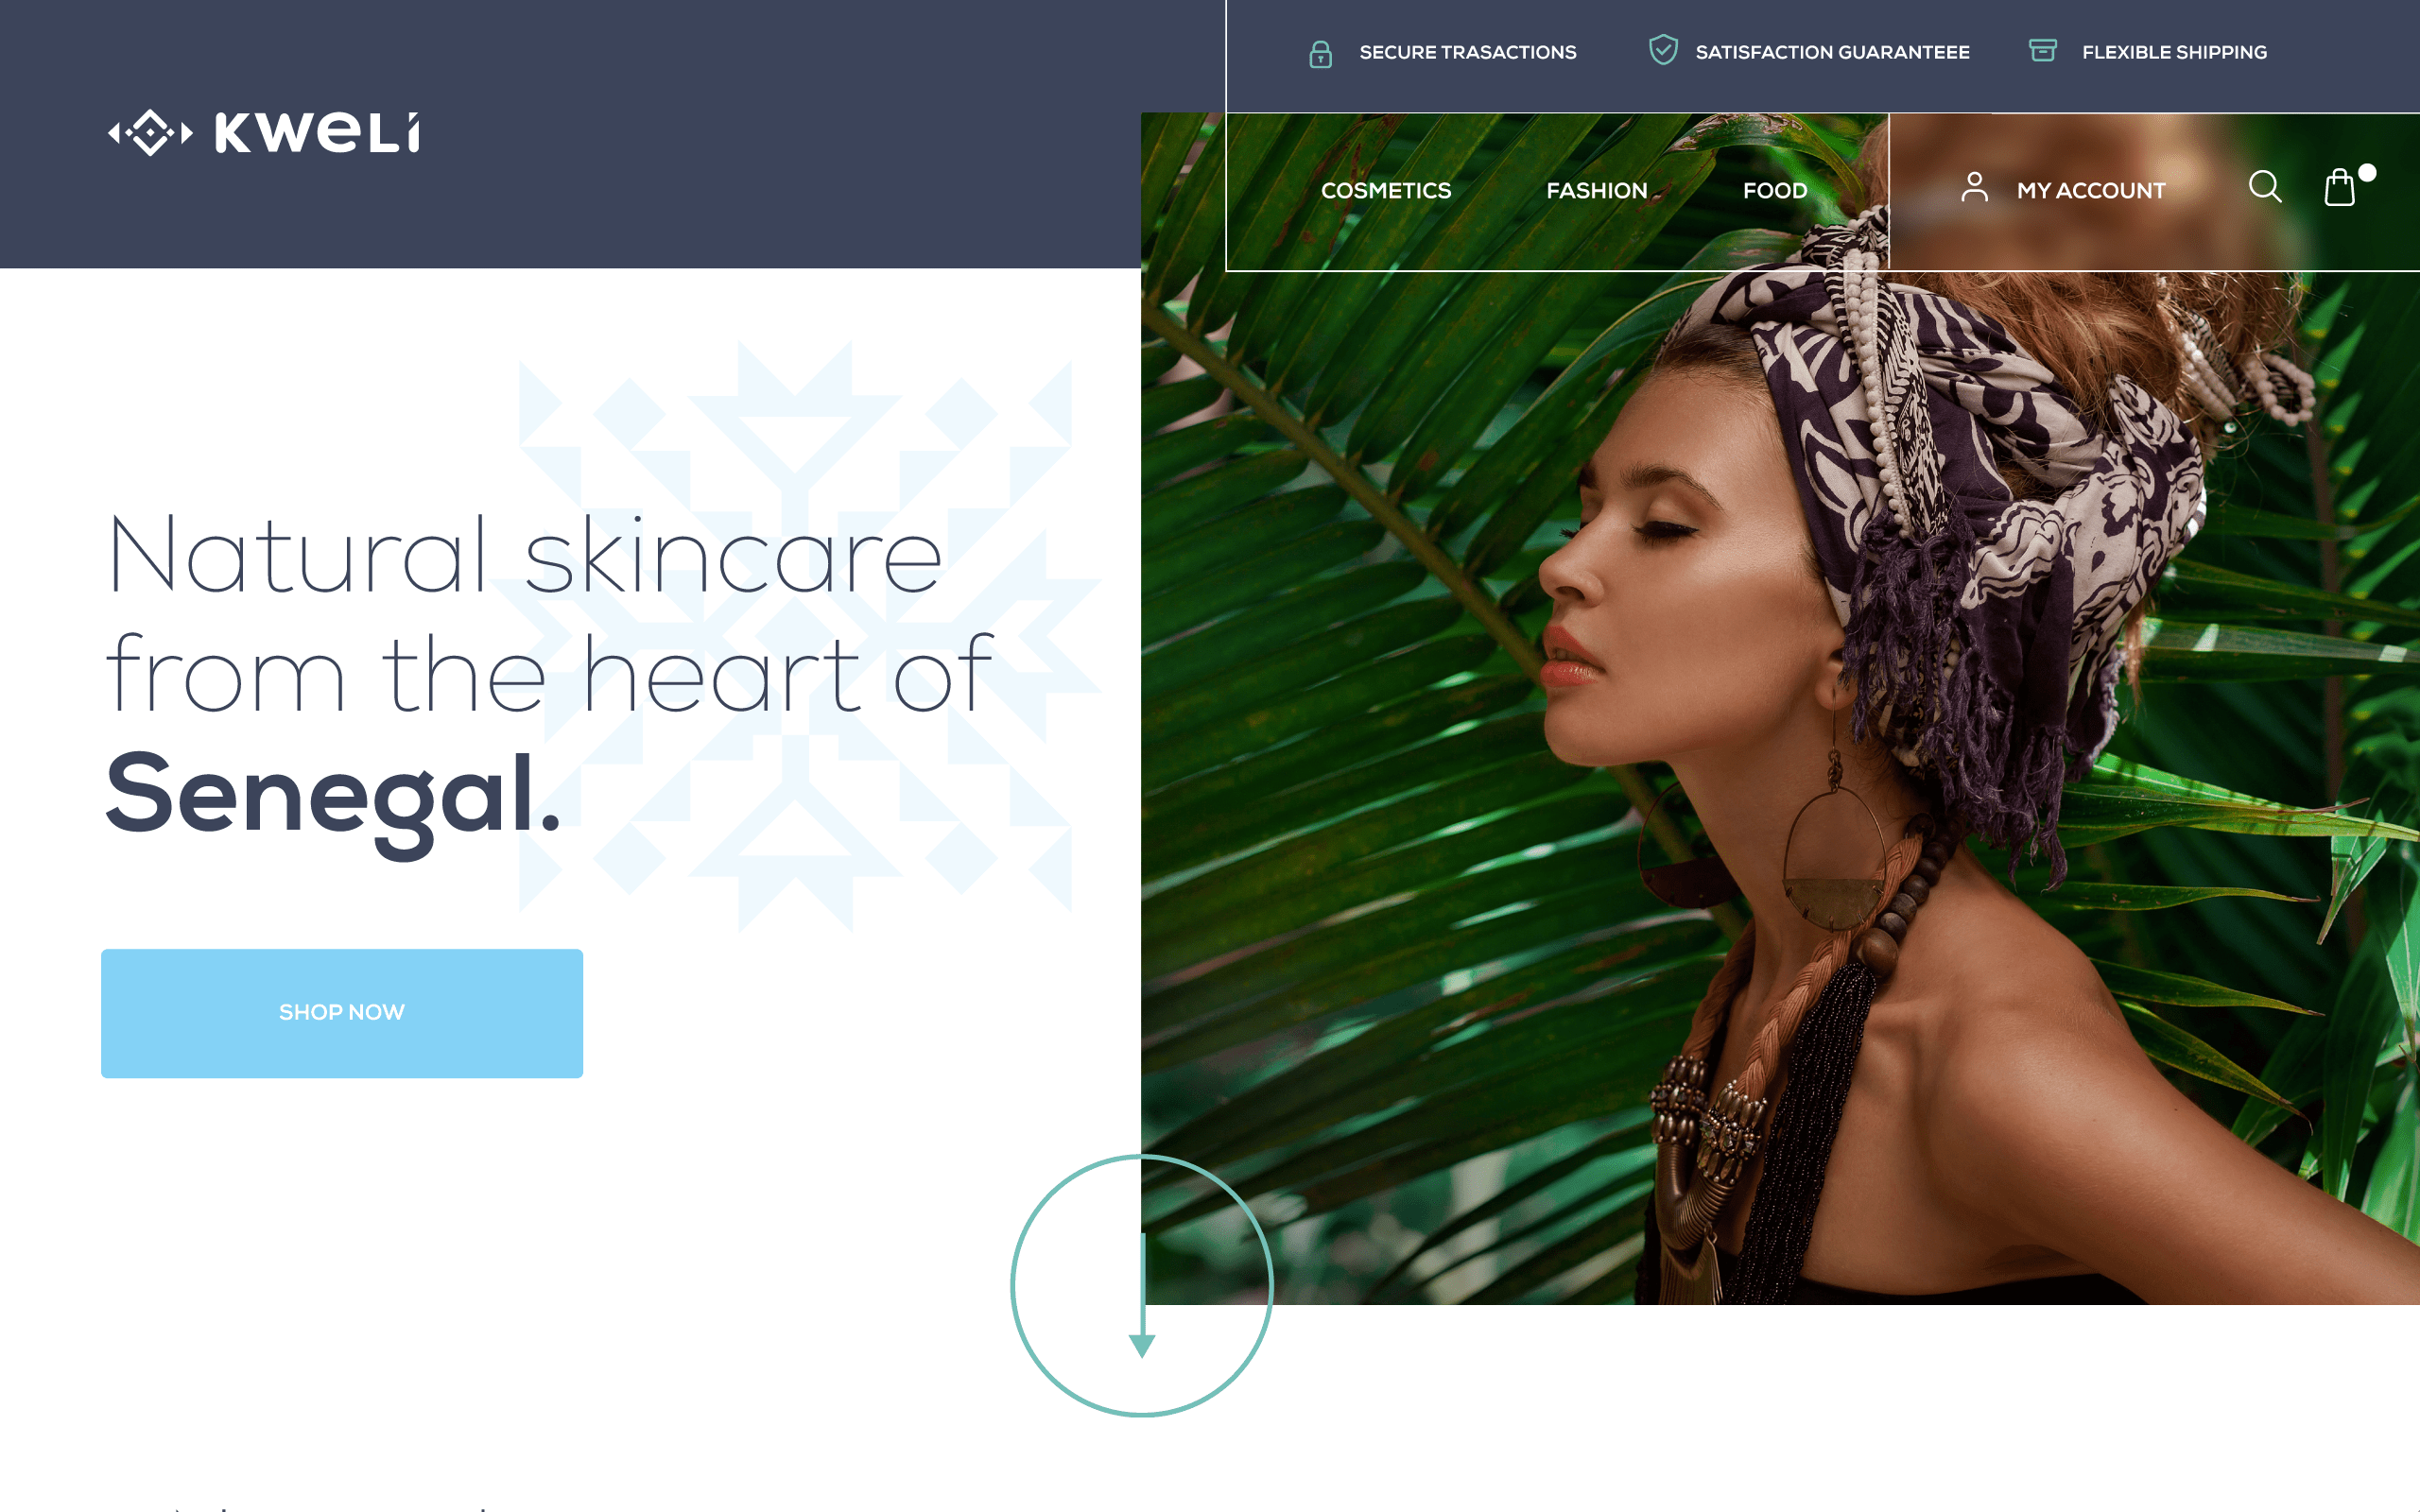 SECURE TRASACTIONS
SATISFACTION GUARANTEEE
FLEXIBLE SHIPPING
KWELI
COSMETICS
FASHION
FOOD
MY ACCOUNT
Natural skincare
from the heart of
Senegal.
SHOP NOW